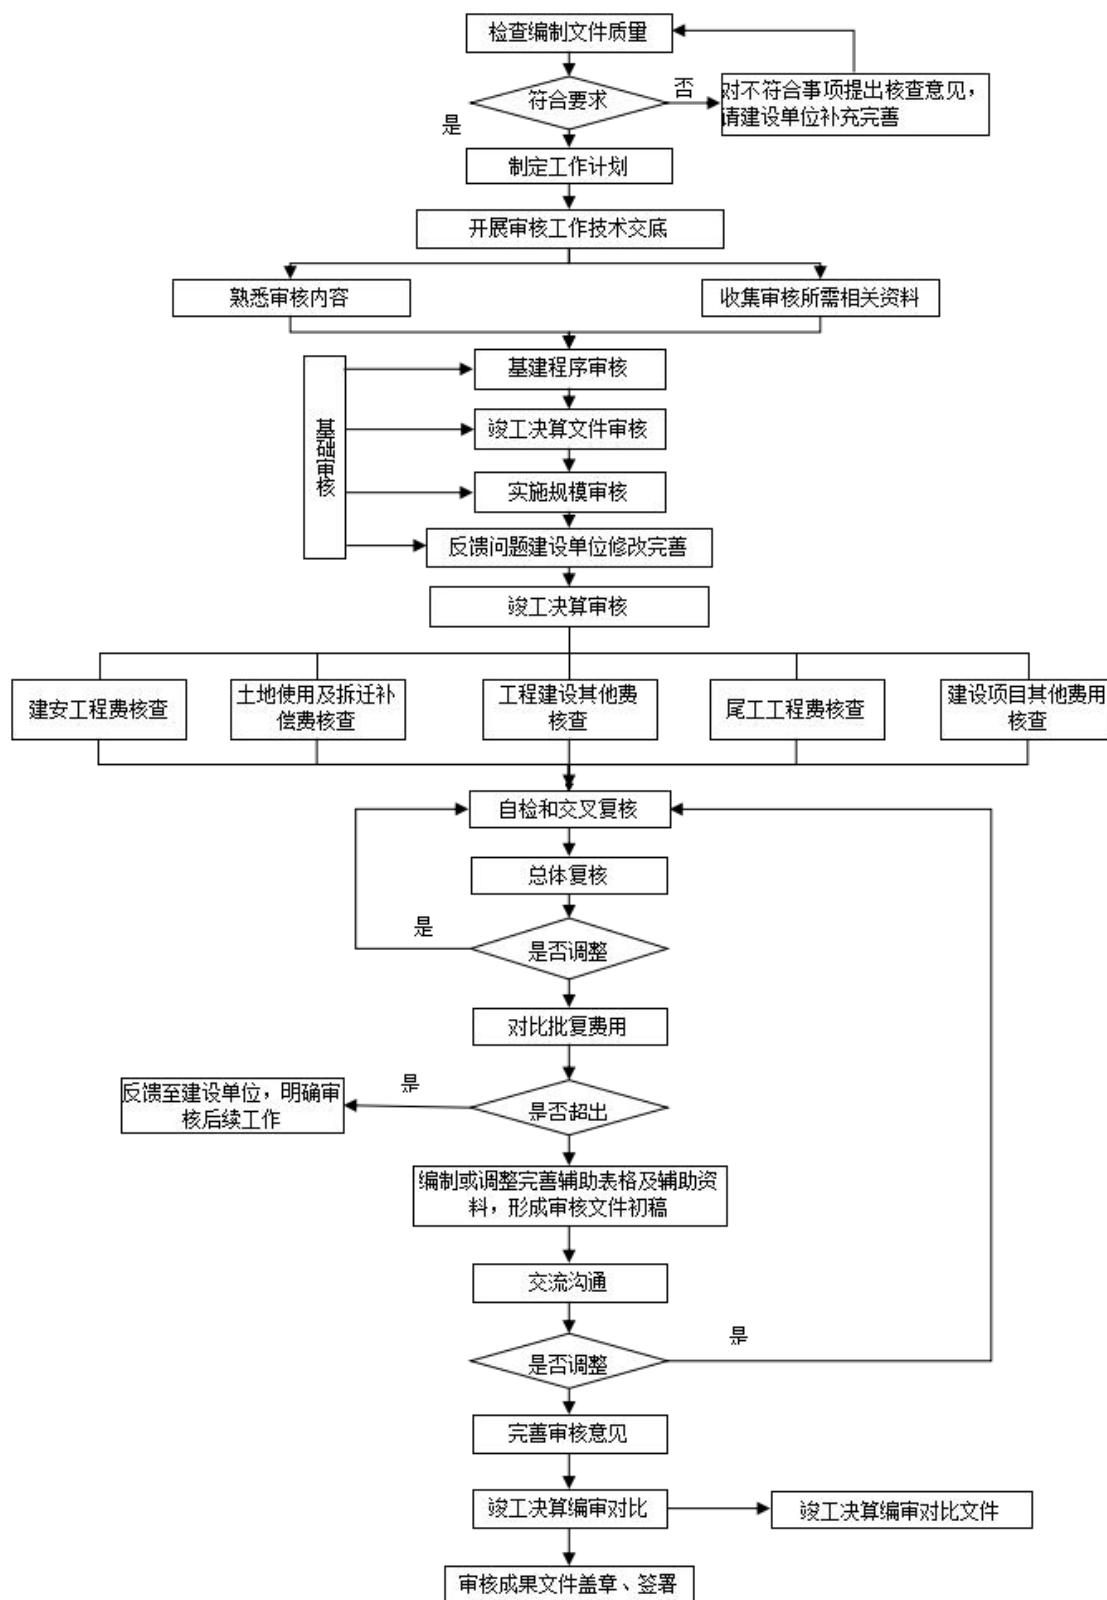 检查编制文件质量
符合要求
否
对不符合事项提出核查意见，
请建设单位补充完善
是
制定工作计划
开展审核工作技术交底
熟悉审核内容
收集审核所需相关资料
基础审核
基建程序审核
竣工决算文件审核
实施规模审核
反馈问题建设单位修改完善
竣工决算审核
建安工程费核查
土地使用及拆迁补
偿费核查
工程建设其他费
核查
尾工工程费核查
建设项目其他费用
核查
自检和交叉复核
总体复核
是
是否调整
对比批复费用
是
反馈至建设单位，明确审
核后续工作
是否超出
编制或调整完善辅助表格及辅助资
料，形成审核文件初稿
交流沟通
是
是否调整
完善审核意见
竣工决算编审对比
竣工决算编审对比文件
审核成果文件盖章、签署